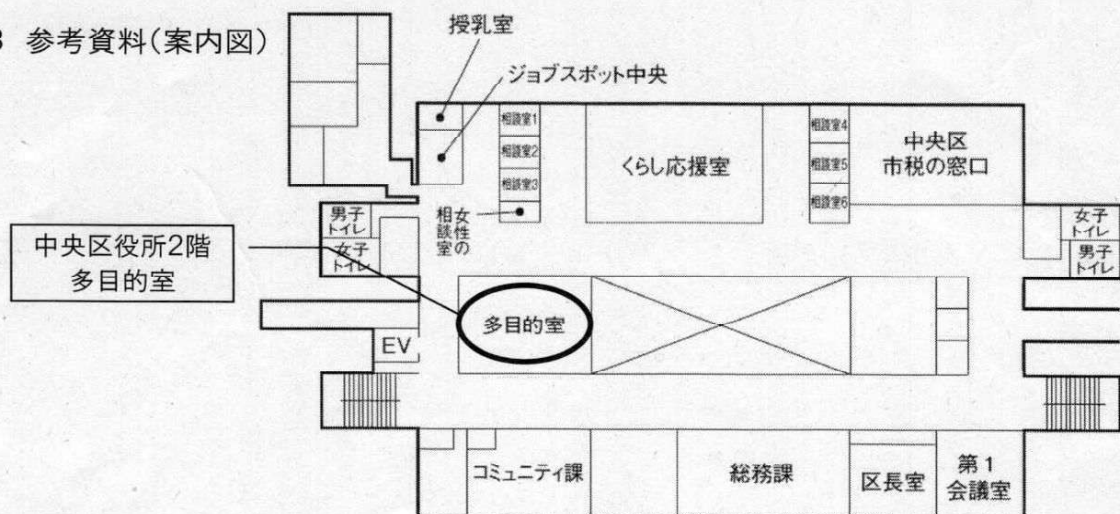 3 参考資料(案内図)
授乳室
ジョブスポット中央
相談室1
相談室2
相談室3
女性の
相談室
くらし応援室
相談室4
相談室5
相談室6
中央区
市税の窓口
男子
トイレ
女子
トイレ
女子
トイレ
男子
トイレ
中央区役所2階
多目的室
多目的室
EV
コミュニティ課
総務課
区長室
第1
会議室